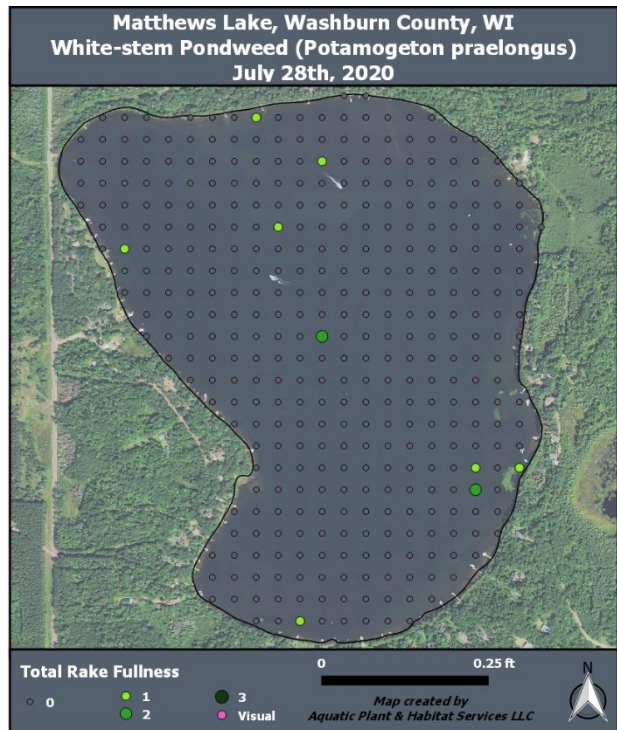 Matthews Lake, Washburn County, WI
White-stem Pondweed (Potamogeton praelongus)
July 28th, 2020
Total Rake Fullness
0
1
2
3
Visual
0 0.25 ft
Map created by
Aquatic Plant & Habitat Services LLC
N